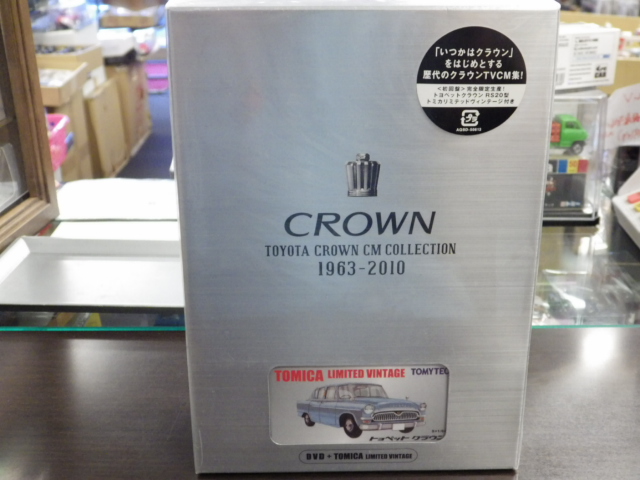 「いつかはクラウン」
をはじめとする
歴代のクラウンTVCM集!
<初回盤>完全限定生産!
トヨペットクラウン RS20型
トミカリミテッドヴィンテージ付き
プラ
CROWN
TOYOTA CROWN CM COLLECTION
1963-2010
TOMICA LIMITED VINTAGE TOMYTEC
トヨペット クラウン
DVD + TOMICA LIMITED VINTAGE